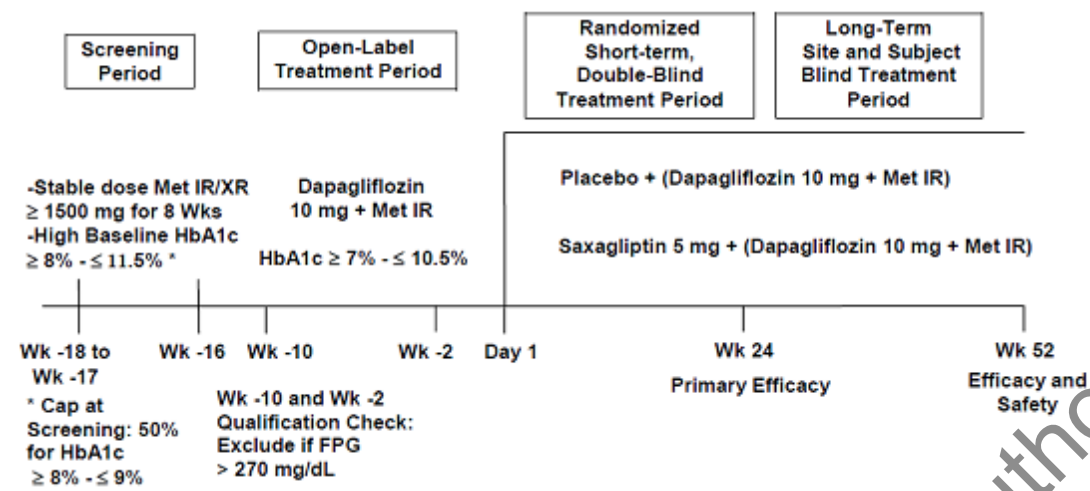 Screening
Period
Open-Label
Treatment Period
Randomized
Short-term,
Double-Blind
Treatment Period
Long-Term
Site and Subject
Blind Treatment
Period
-Stable dose Met IR/XR
≥ 1500 mg for 8 Wks
-High Baseline HbA1c
≥ 8% - ≤ 11.5% *
Dapagliflozin
10 mg + Met IR
HbA1c ≥ 7% - ≤ 10.5%
Placebo + (Dapagliflozin 10 mg + Met IR)
Saxagliptin 5 mg + (Dapagliflozin 10 mg + Met IR)
Wk -18 to
Wk -17
Wk -16
Wk -10
Wk -2
Day 1
Wk 24
Wk 52
* Cap at
Screening: 50%
for HbA1c
≥ 8% - ≤ 9%
Wk -10 and Wk -2
Qualification Check:
Exclude if FPG
> 270 mg/dL
Primary Efficacy
Efficacy and
Safety